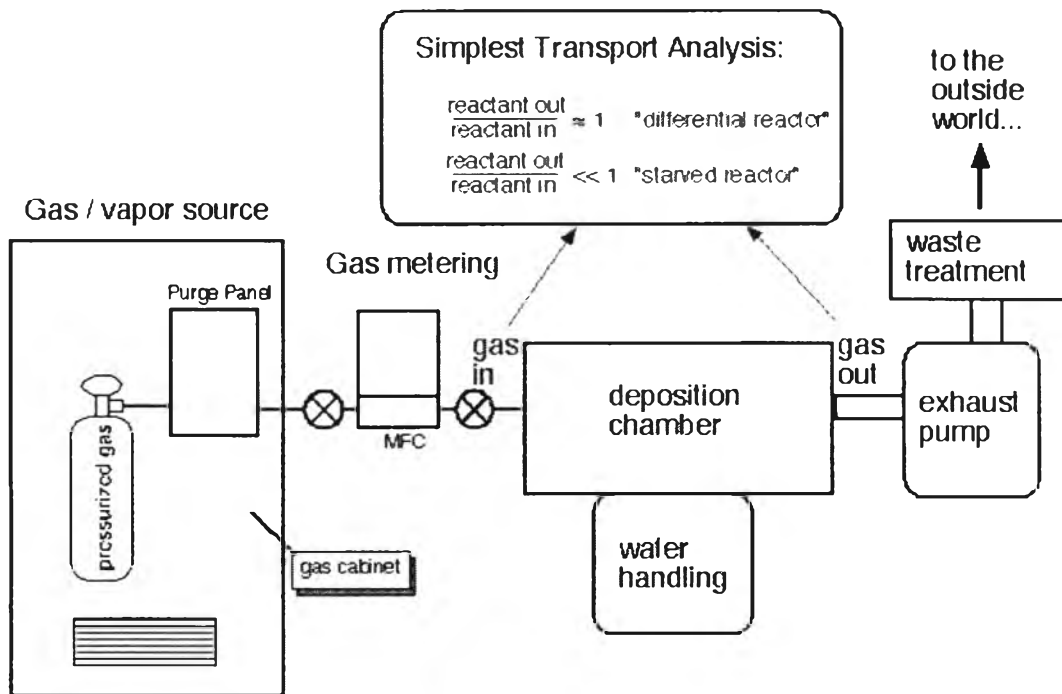 Simplest Transport Analysis:
reactant out
reactant in
≈ 1 "differential reactor"
reactant out
reactant in
<< 1 "starved reactor"
to the
outside
world...
Gas / vapor source
Gas metering
waste
treatment
Purge Panel
gas
in
gas
out
deposition
chamber
exhaust
pump
MFC
pressurized gas
gas cabinet
wafer
handling